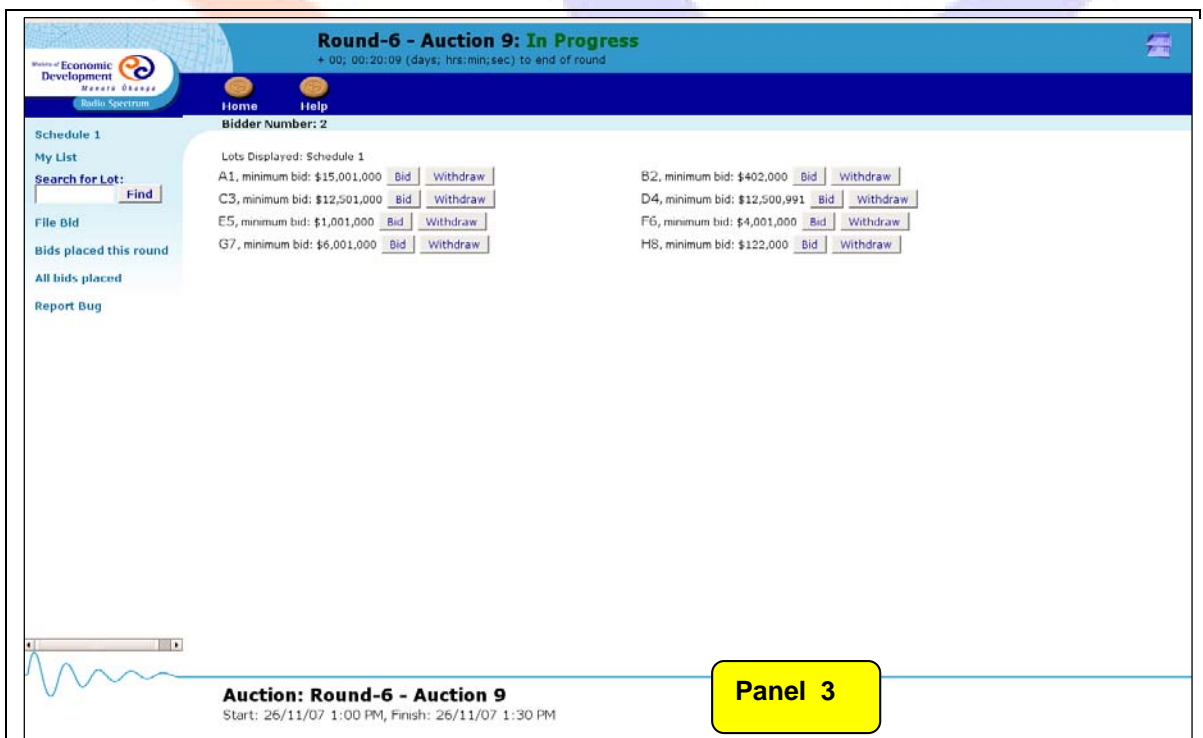 Round-6 - Auction 9: In Progress
+ 00; 00:20:09 (days; hrs:min;sec) to end of round
Ministry of Economic
Development
Manatū Ōhanga
Radio Spectrum
Home Help
Bidder Number: 2
Schedule 1
My List
Search for Lot:
Find
File Bid
Bids placed this round
All bids placed
Report Bug
Lots Displayed: Schedule 1
A1, minimum bid: $15,001,000 Bid Withdraw B2, minimum bid: $402,000 Bid Withdraw
C3, minimum bid: $12,501,000 Bid Withdraw D4, minimum bid: $12,500,991 Bid Withdraw
E5, minimum bid: $1,001,000 Bid Withdraw F6, minimum bid: $4,001,000 Bid Withdraw
G7, minimum bid: $6,001,000 Bid Withdraw H8, minimum bid: $122,000 Bid Withdraw
Panel 3
Auction: Round-6 - Auction 9
Start: 26/11/07 1:00 PM, Finish: 26/11/07 1:30 PM